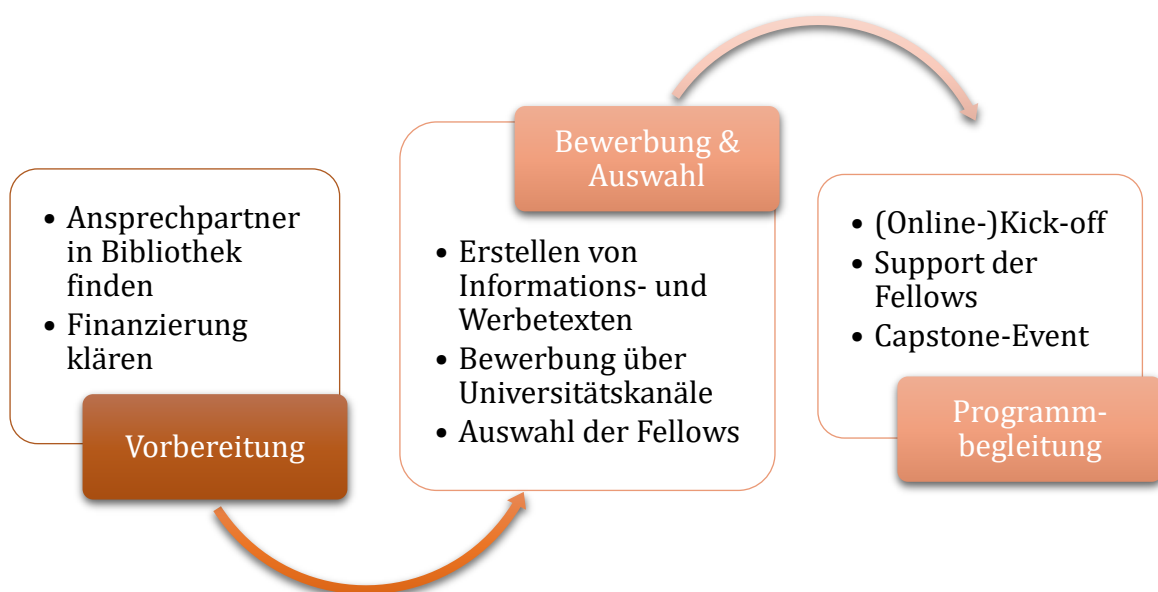 • Ansprechpartner
in Bibliothek
finden
• Finanzierung
klären
Vorbereitung
Bewerbung &
Auswahl
• Erstellen von
Informations- und
Werbetexten
• Bewerbung über
Universitätskanäle
• Auswahl der Fellows
• (Online-)Kick-off
• Support der
Fellows
• Capstone-Event
Programm-
begleitung